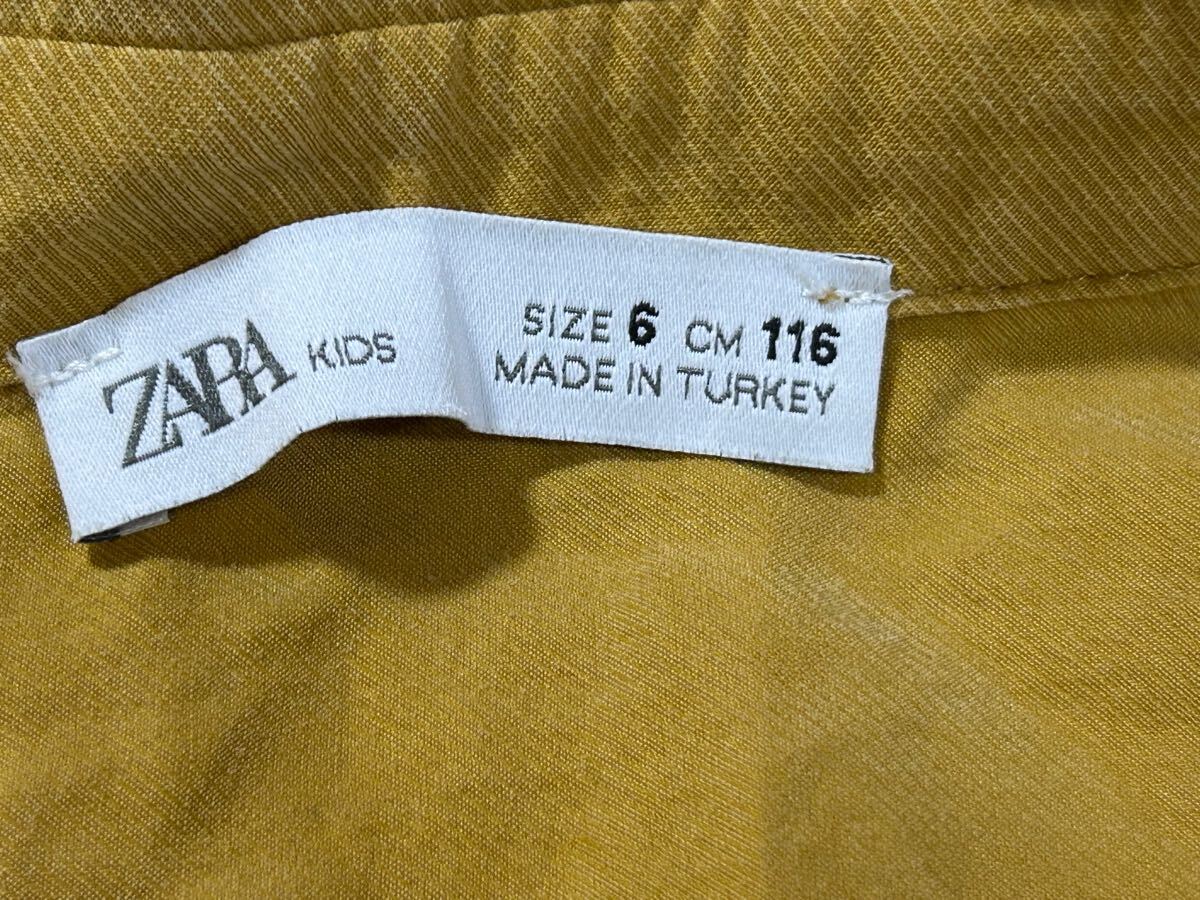 ZARA KIDS
SIZE 6 CM 116
MADE IN TURKEY